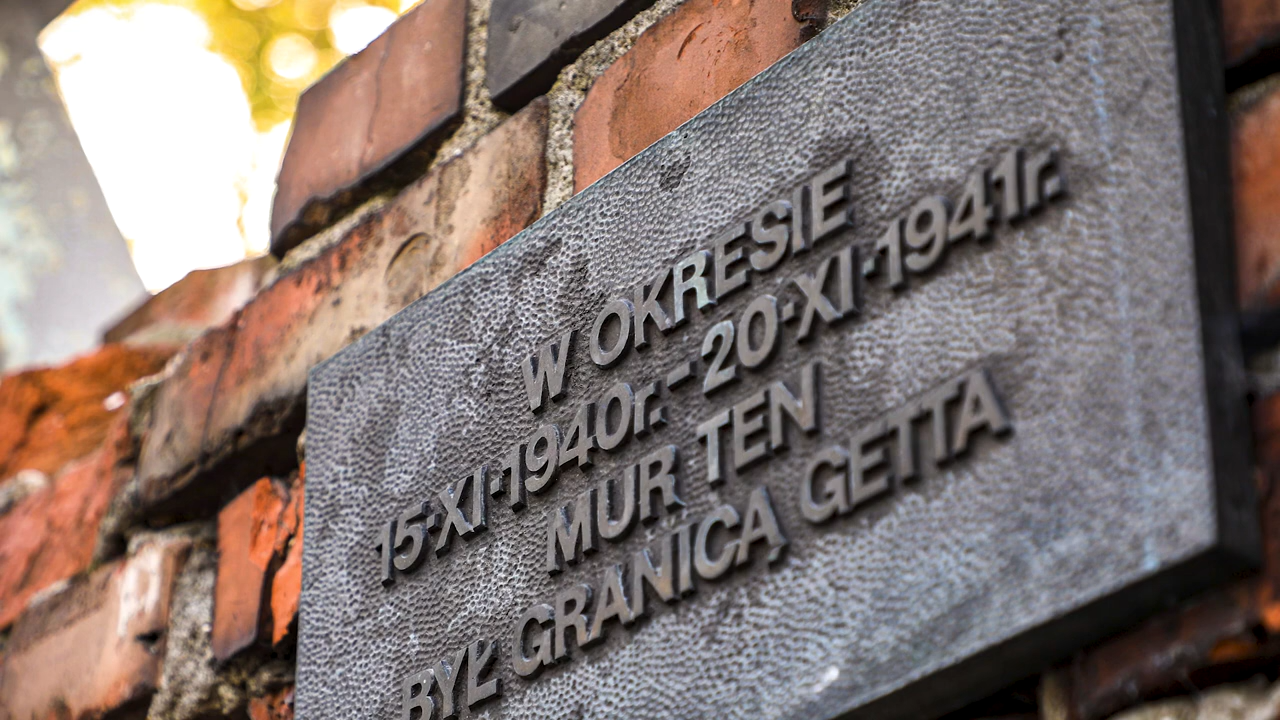 W OKRESIE
15·XI·1940r.-20·XI·1941r.
MUR TEN
BYŁ GRANICĄ GETTA